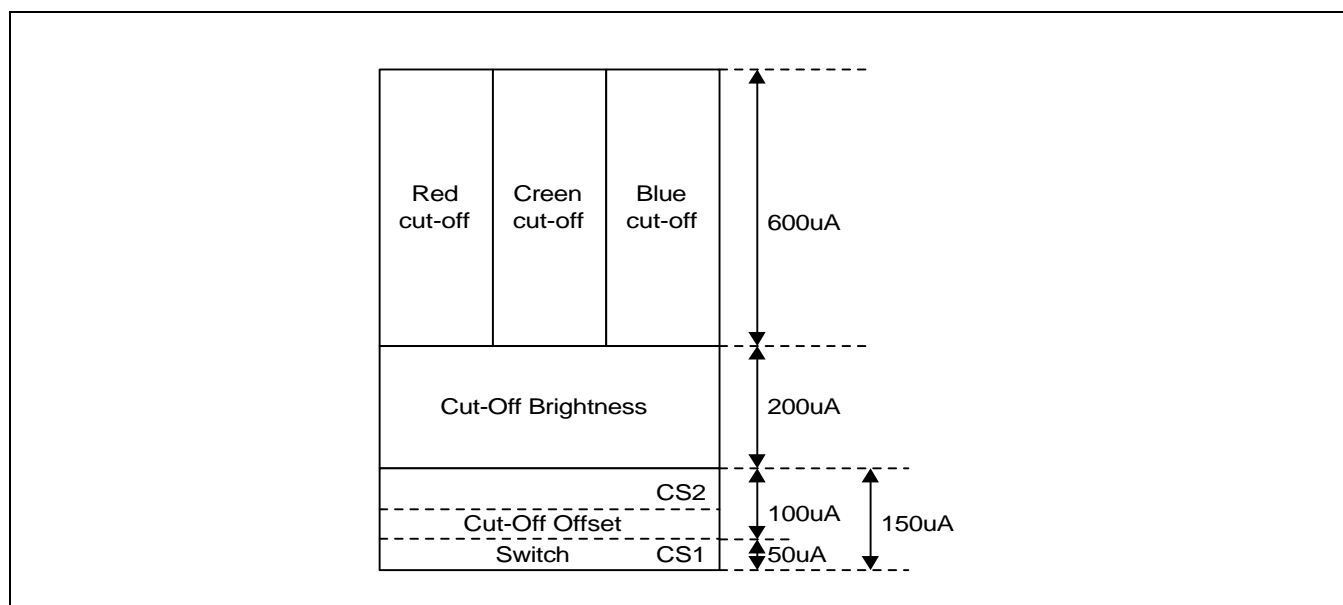 Red
cut-off
Creen
cut-off
Blue
cut-off
600uA
Cut-Off Brightness
200uA
CS2
100uA
150uA
Cut-Off Offset
Switch
CS1
50uA